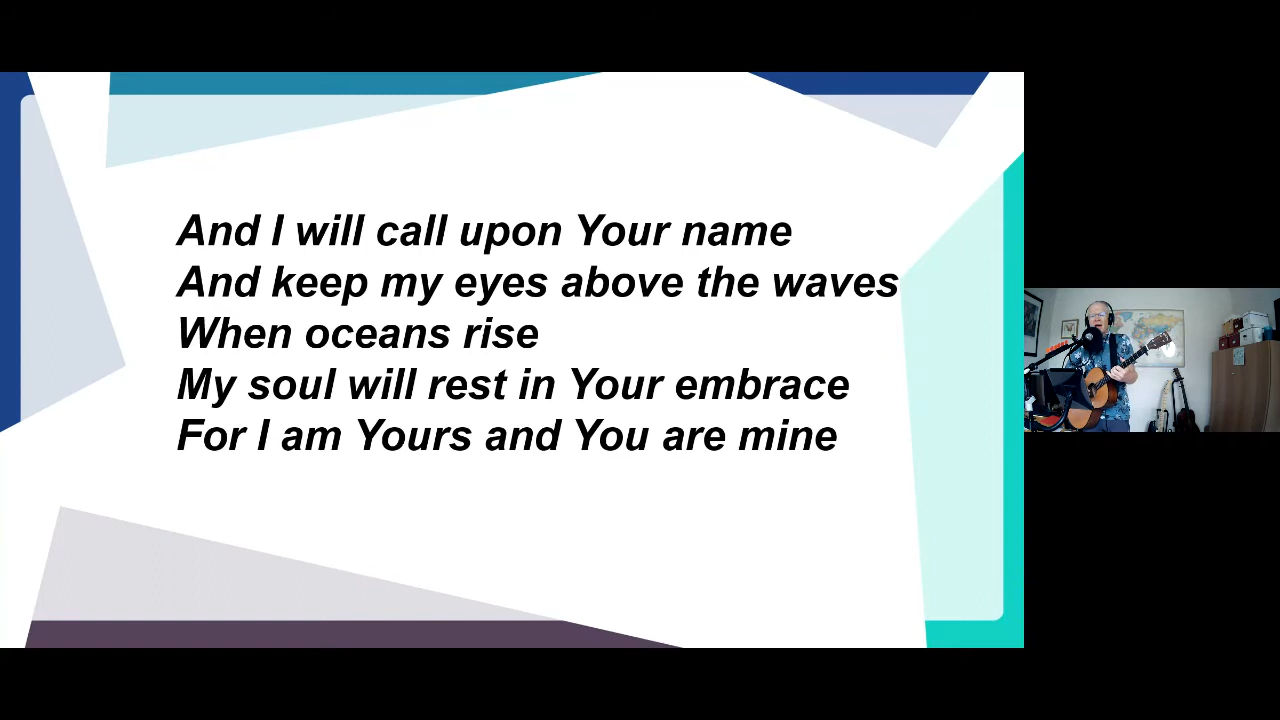 And I will call upon Your name
And keep my eyes above the waves
When oceans rise
My soul will rest in Your embrace
For I am Yours and You are mine